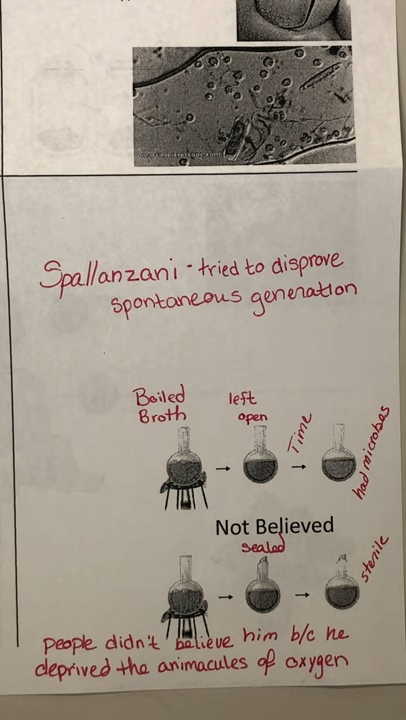 Spallanzani - tried to disprove
spontaneous generation
Boiled
Broth
left
open
Time
had microbes
Not Believed
sealed
sterile
people didn't believe him b/c he
deprived the animacules of oxygen